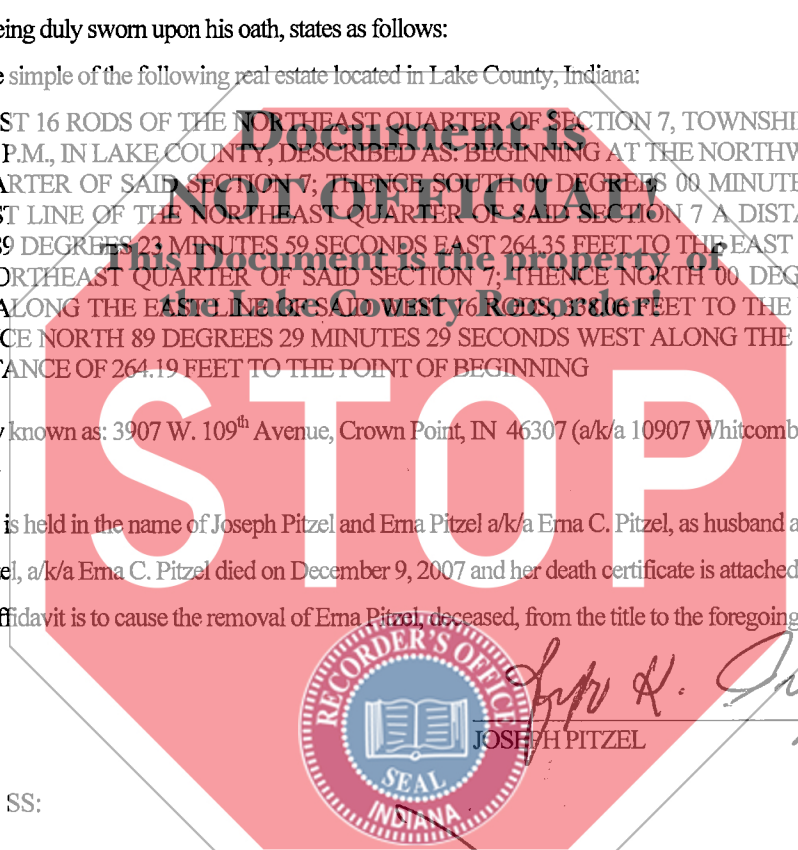 eing duly sworn upon his oath, states as follows:
e simple of the following real estate located in Lake County, Indiana:
ST 16 RODS OF THE NORTHEAST QUARTER OF SECTION 7, TOWNSHI
P.M., IN LAKE COUNTY, DESCRIBED AS: BEGINNING AT THE NORTHW
ARTER OF SAID SECTION 7; THENCE SOUTH 00 DEGREES 00 MINUTE
ST LINE OF THE NORTHEAST QUARTER OF SAID SECTION 7 A DISTA
89 DEGREES 23 MINUTES 59 SECONDS EAST 264.35 FEET TO THE EAST
ORTHEAST QUARTER OF SAID SECTION 7; THENCE NORTH 00 DEG
ALONG THE EAST LINE OF SAID WEST 16 RODS, 338.06 FEET TO THE
CE NORTH 89 DEGREES 29 MINUTES 29 SECONDS WEST ALONG THE
TANCE OF 264.19 FEET TO THE POINT OF BEGINNING
y known as: 3907 W. 109th Avenue, Crown Point, IN 46307 (a/k/a 10907 Whitcomb
is held in the name of Joseph Pitzel and Erna Pitzel a/k/a Erna C. Pitzel, as husband a
el, a/k/a Erna C. Pitzel died on December 9, 2007 and her death certificate is attached
ffidavit is to cause the removal of Erna Pitzel, deceased, from the title to the foregoing
JOSEPH PITZEL
SS:
Document is
NOT OFFICIAL!
This Document is the property of
the Lake County Recorder!
STOP
RECORDER'S OFFICE
SEAL
INDIANA